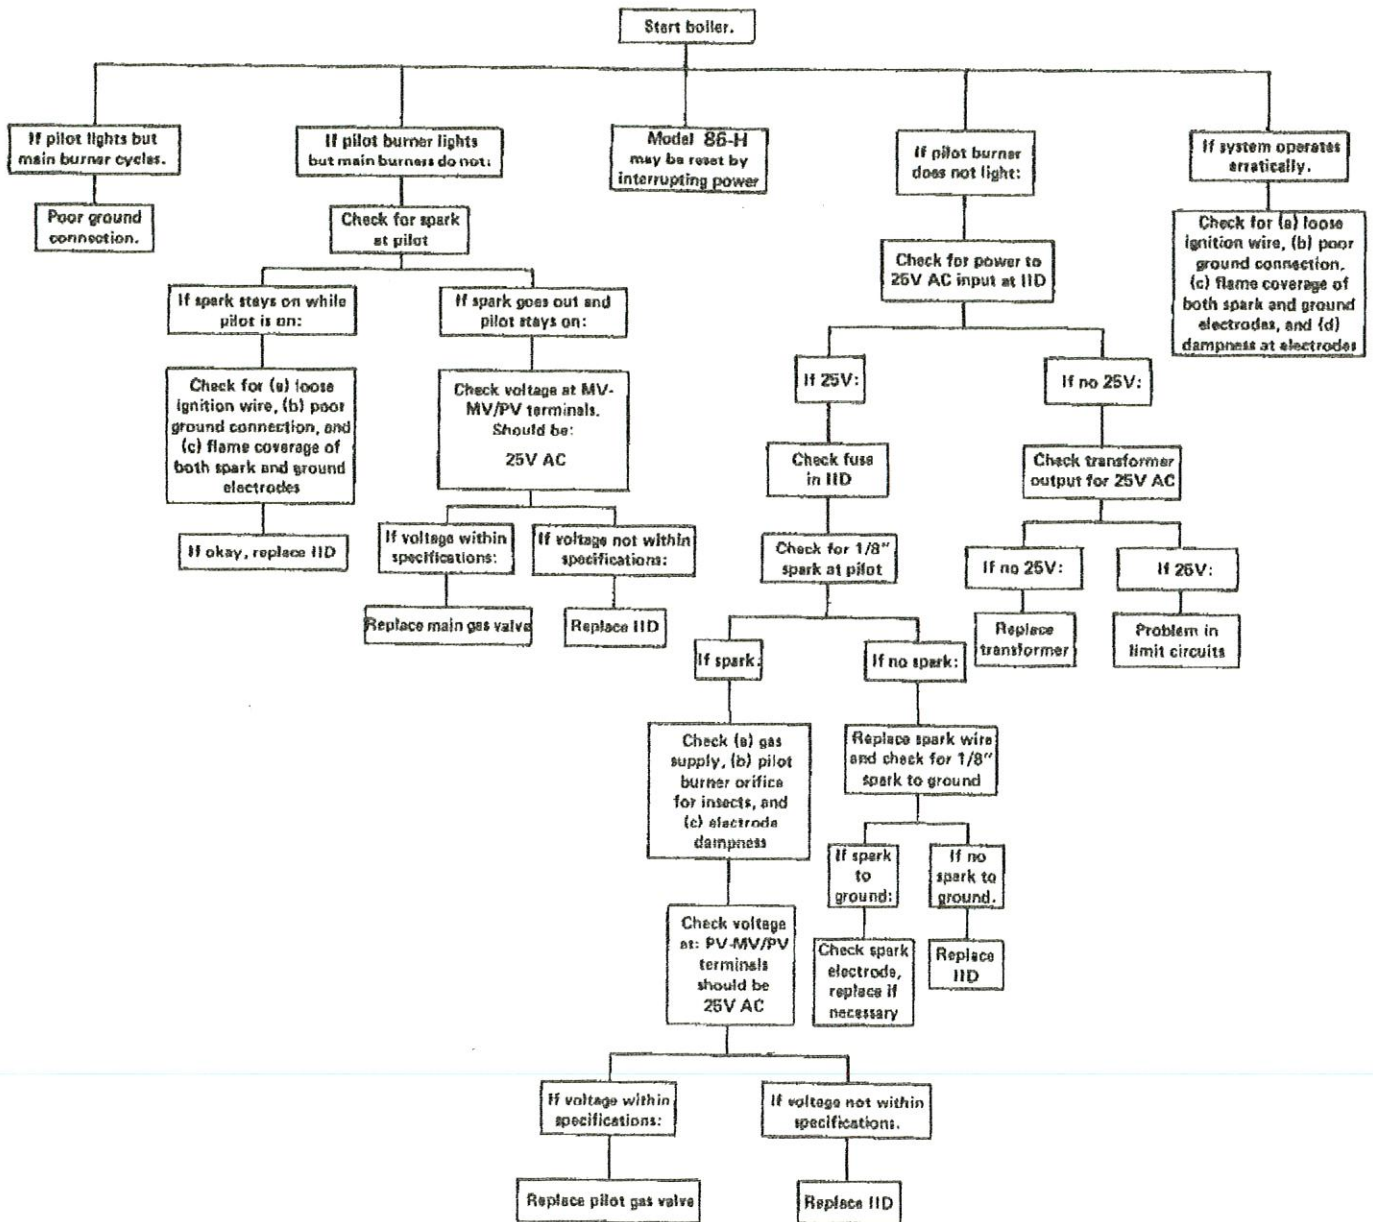 Start boiler.
If pilot lights but
main burner cycles.
Poor ground
connection.
If pilot burner lights
but main burners do not:
Check for spark
at pilot
If spark stays on while
pilot is on:
Check for (a) loose
ignition wire, (b) poor
ground connection, and
(c) flame coverage of
both spark and ground
electrodes
If okay, replace IID
If spark goes out and
pilot stays on:
Check voltage at MV-
MV/PV terminals.
Should be:
25V AC
If voltage within
specifications:
Replace main gas valve
If voltage not within
specifications:
Replace IID
Model 86-H
may be reset by
interrupting power
If pilot burner
does not light:
Check for power to
25V AC input at IID
If 25V:
Check fuse
in IID
Check for 1/8"
spark at pilot
If spark:
Check (a) gas
supply, (b) pilot
burner orifice
for insects, and
(c) electrode
dampness
Check voltage
at: PV-MV/PV
terminals
should be
25V AC
If voltage within
specifications:
Replace pilot gas valve
If voltage not within
specifications.
Replace IID
If no spark:
Replace spark wire
and check for 1/8"
spark to ground
If spark
to
ground:
Check spark
electrode,
replace if
necessary
If no
spark to
ground.
Replace
IID
If no 25V:
Check transformer
output for 25V AC
If no 25V:
Replace
transformer
If 25V:
Problem in
limit circuits
If system operates
erratically.
Check for (a) loose
ignition wire, (b) poor
ground connection,
(c) flame coverage of
both spark and ground
electrodes, and (d)
dampness at electrodes